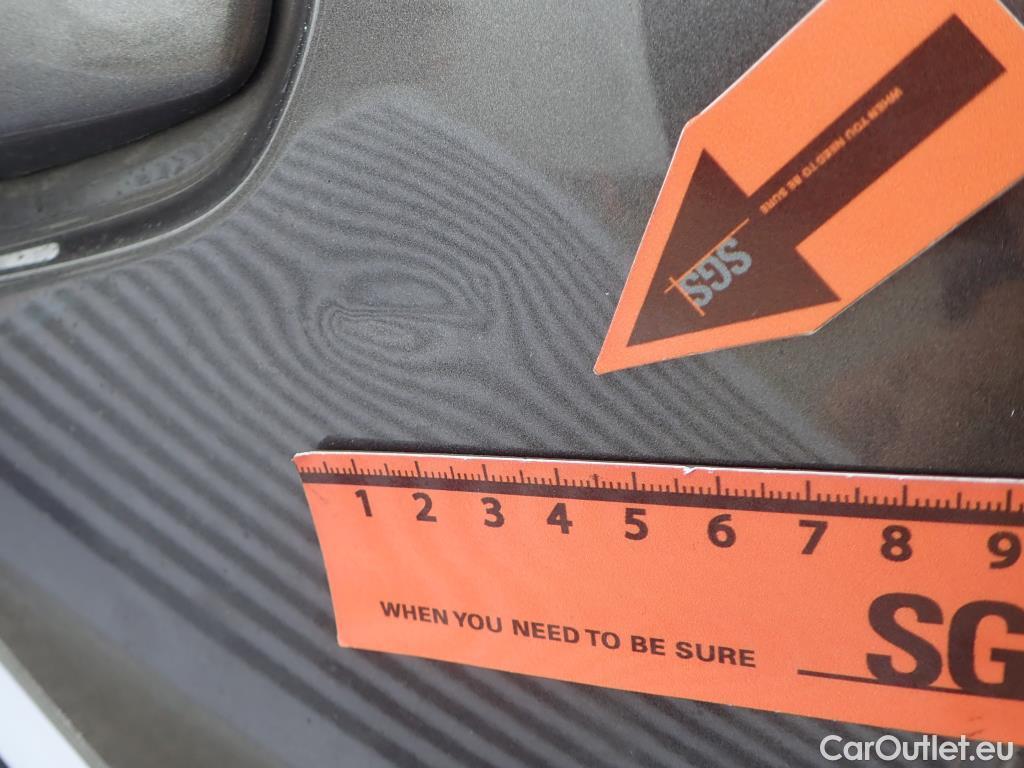 WHEN YOU NEED TO BE SURE
SGS
1 2 3 4 5 6 7 8 9
WHEN YOU NEED TO BE SURE
SG
CarOutlet.eu